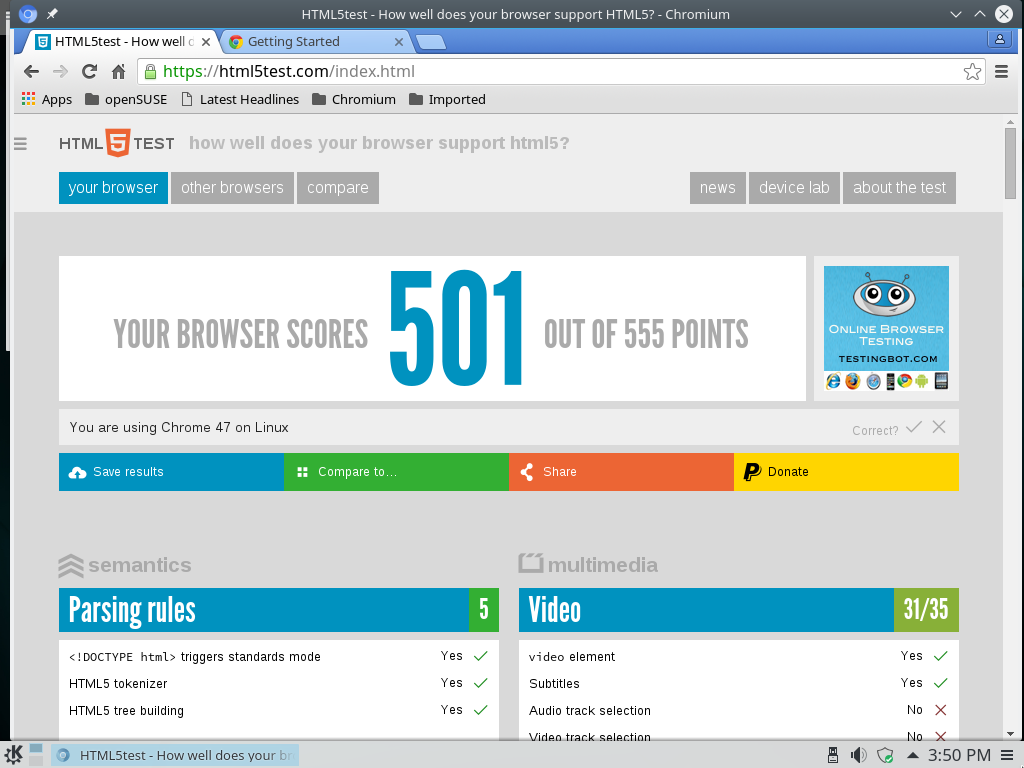 HTML5test - How well does your browser support HTML5? - Chromium
HTML5test - How well d
Getting Started
https://html5test.com/index.html
Apps openSUSE Latest Headlines Chromium Imported
HTML 5 TEST how well does your browser support html5?
your browser other browsers compare news device lab about the test
YOUR BROWSER SCORES 501 OUT OF 555 POINTS
ONLINE BROWSER
TESTING
TESTINGBOT.COM
You are using Chrome 47 on Linux Correct?
Save results Compare to... Share Donate
semantics
Parsing rules 5
<!DOCTYPE html> triggers standards mode Yes
HTML5 tokenizer Yes
HTML5 tree building Yes
multimedia
Video 31/35
video element Yes
Subtitles Yes
Audio track selection No
Video track selection No
HTML5test - How well does your br
3:50 PM